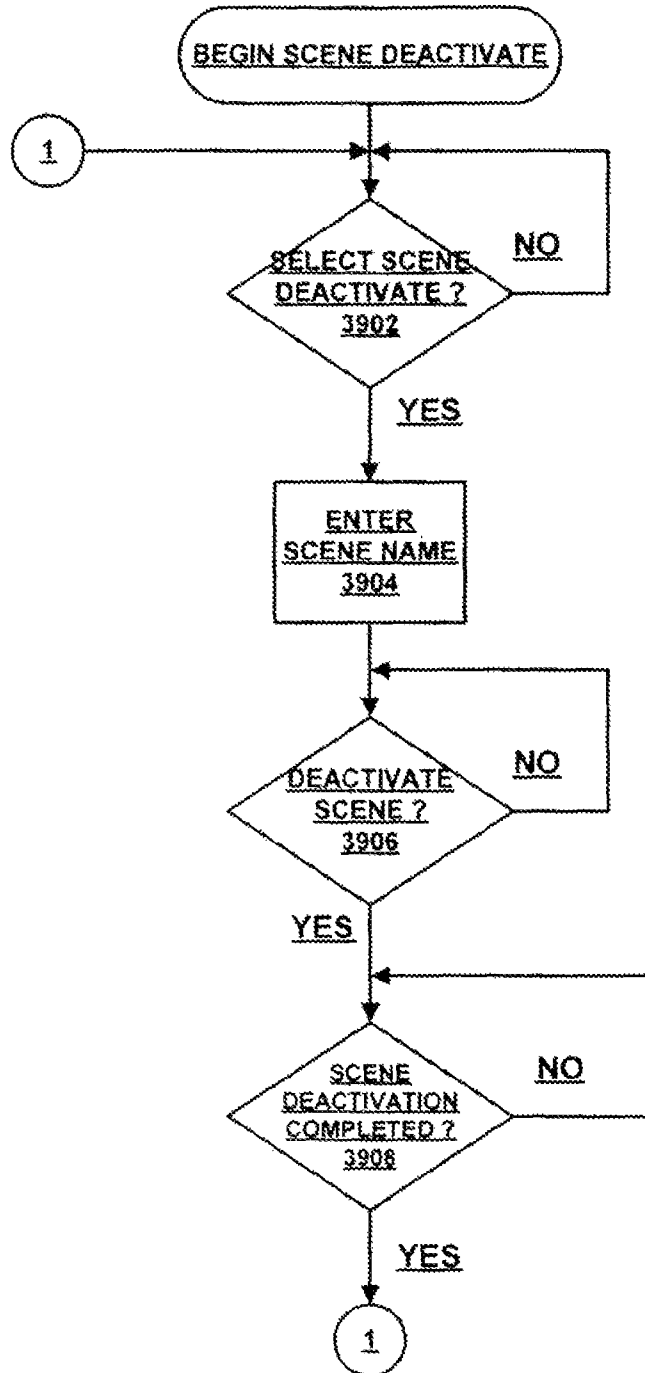 BEGIN SCENE DEACTIVATE
1
SELECT SCENE
DEACTIVATE ?
3902
NO
YES
ENTER
SCENE NAME
3904
DEACTIVATE
SCENE ?
3906
NO
YES
SCENE
DEACTIVATION
COMPLETED ?
3908
NO
YES
1